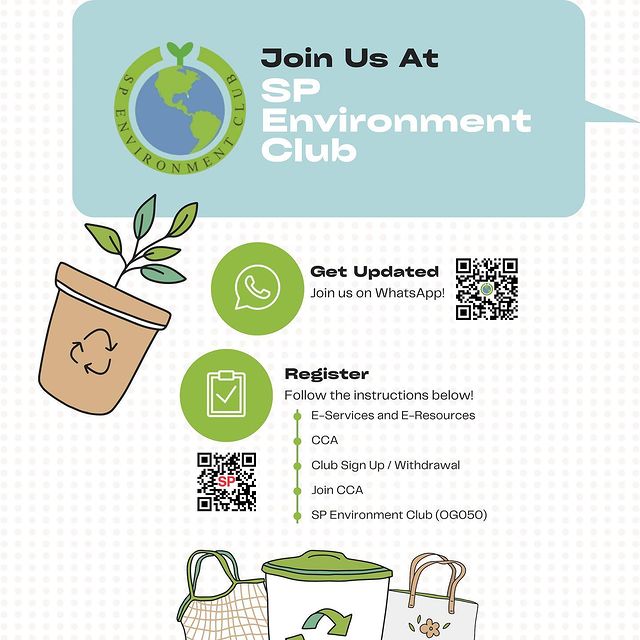 SP ENVIRONMENT CLUB
Join Us At
SP
Environment
Club
Get Updated
Join us on WhatsApp!
Register
Follow the instructions below!
E-Services and E-Resources
CCA
Club Sign Up / Withdrawal
Join CCA
SP Environment Club (OG050)
SP